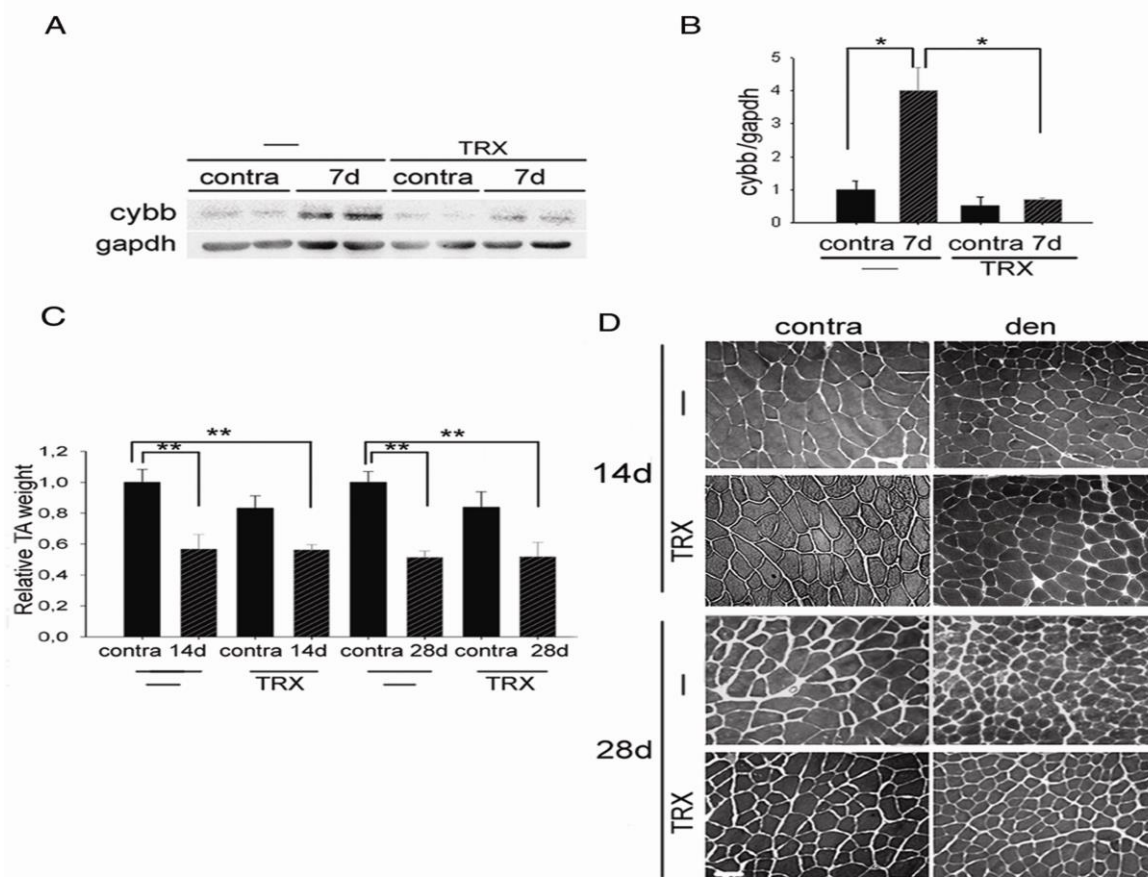 A
— TRX
contra 7d contra 7d
cybb
gapdh
B
* *
cybb/gapdh
5
4
3
2
1
0
contra 7d contra 7d
— TRX
C
** ** ** **
Relative TA weight
1,2
1,0
0,8
0,6
0,4
0,2
0,0
contra 14d contra 14d contra 28d contra 28d
— TRX — TRX
D
contra den
14d
—
TRX
28d
—
TRX